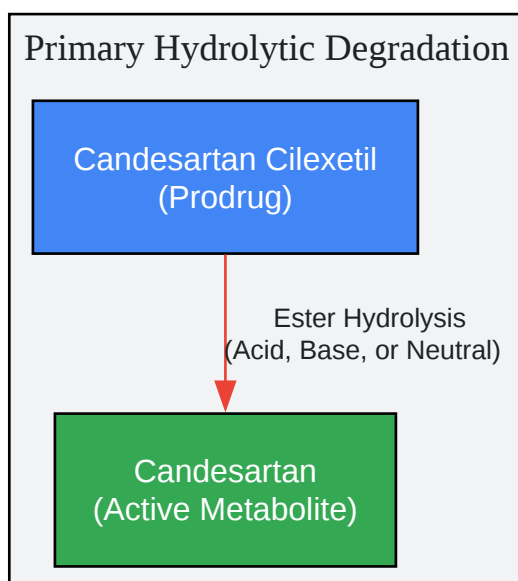 Primary Hydrolytic Degradation
Candesartan Cilexetil
(Prodrug)
Ester Hydrolysis
(Acid, Base, or Neutral)
Candesartan
(Active Metabolite)